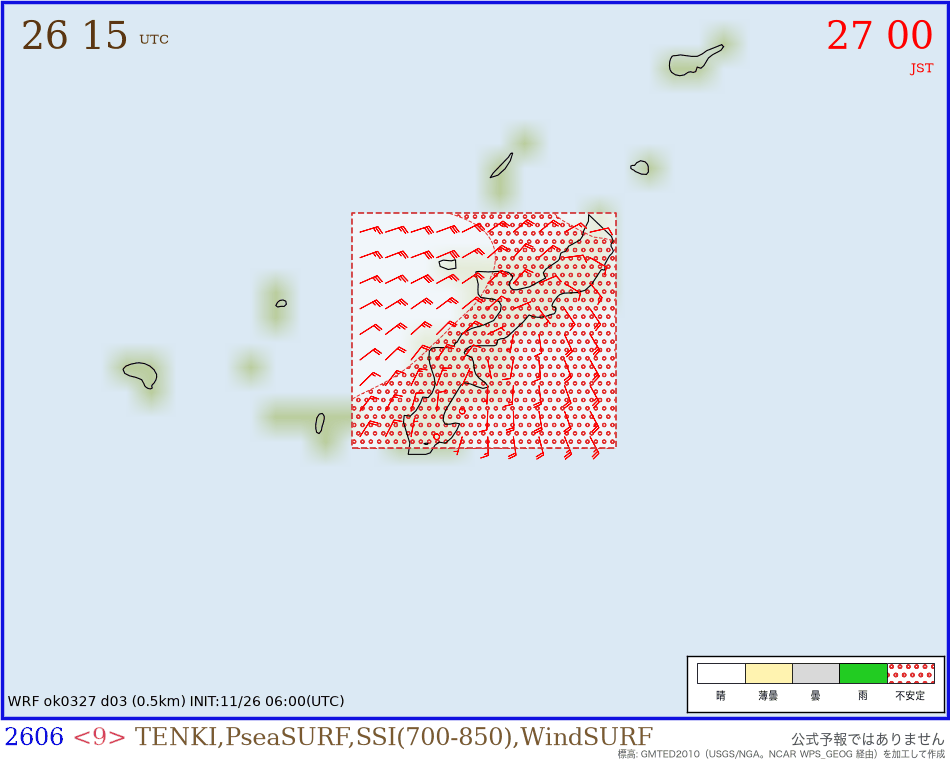 26 15 UTC
27 00
JST
晴 薄曇 曇 雨 不安定
WRF ok0327 d03 (0.5km) INIT:11/26 06:00(UTC)
2606 <9> TENKI,PseaSURF,SSI(700-850),WindSURF
公式予報ではありません
標高: GMTED2010（USGS/NGA。NCAR WPS_GEOG 経由）を加工して作成